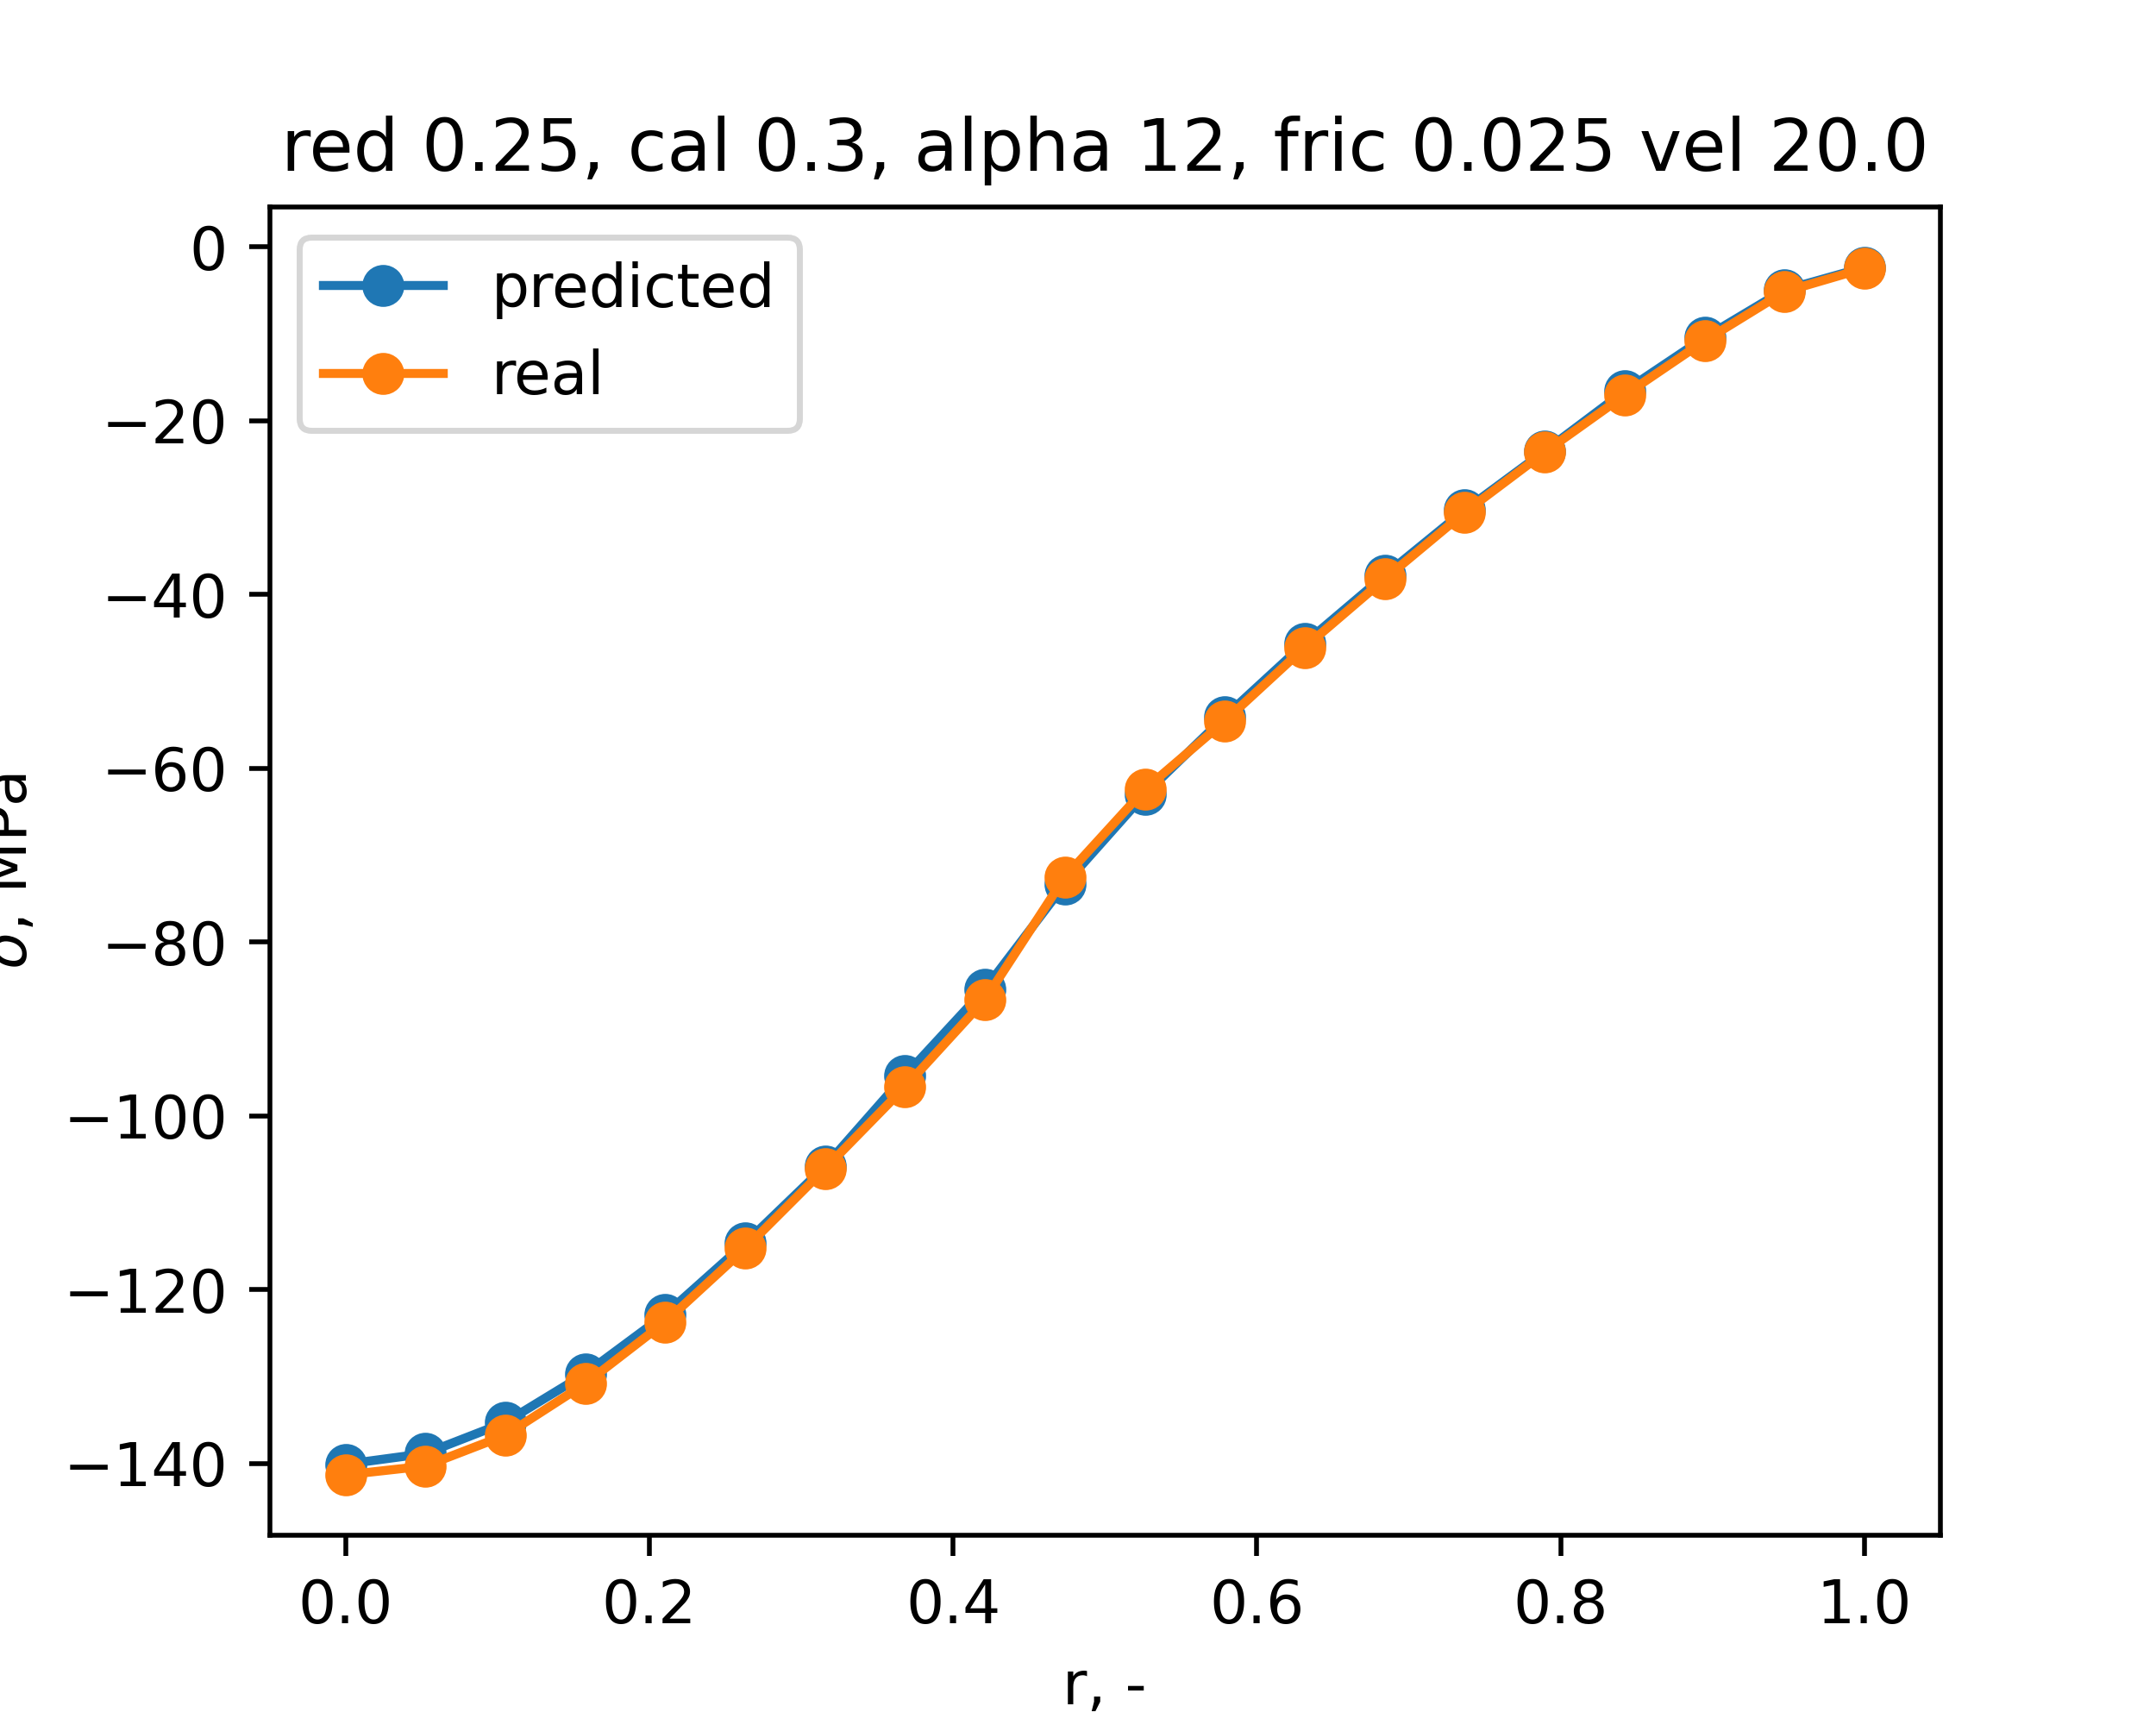 red 0.25, cal 0.3, alpha 12, fric 0.025 vel 20.0
predicted
real
0
−20
−40
−60
−80
−100
−120
−140
σ, MPa
0.0 0.2 0.4 0.6 0.8 1.0
r, -